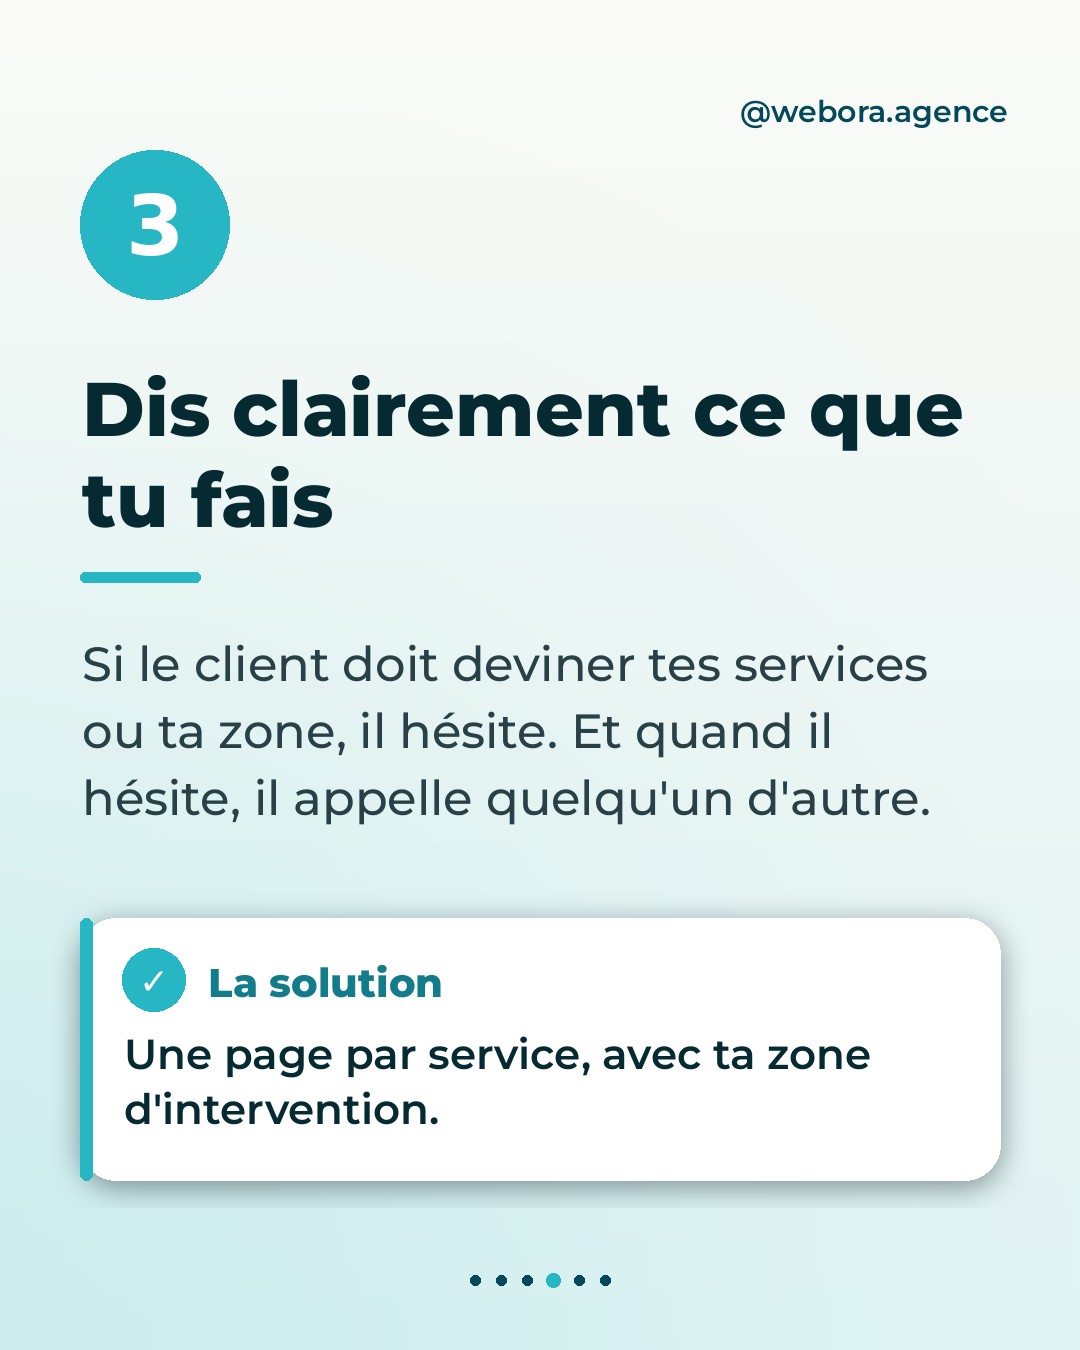 @webora.agence
3
Dis clairement ce que
tu fais
Si le client doit deviner tes services
ou ta zone, il hésite. Et quand il
hésite, il appelle quelqu'un d'autre.
✓ La solution
Une page par service, avec ta zone
d'intervention.